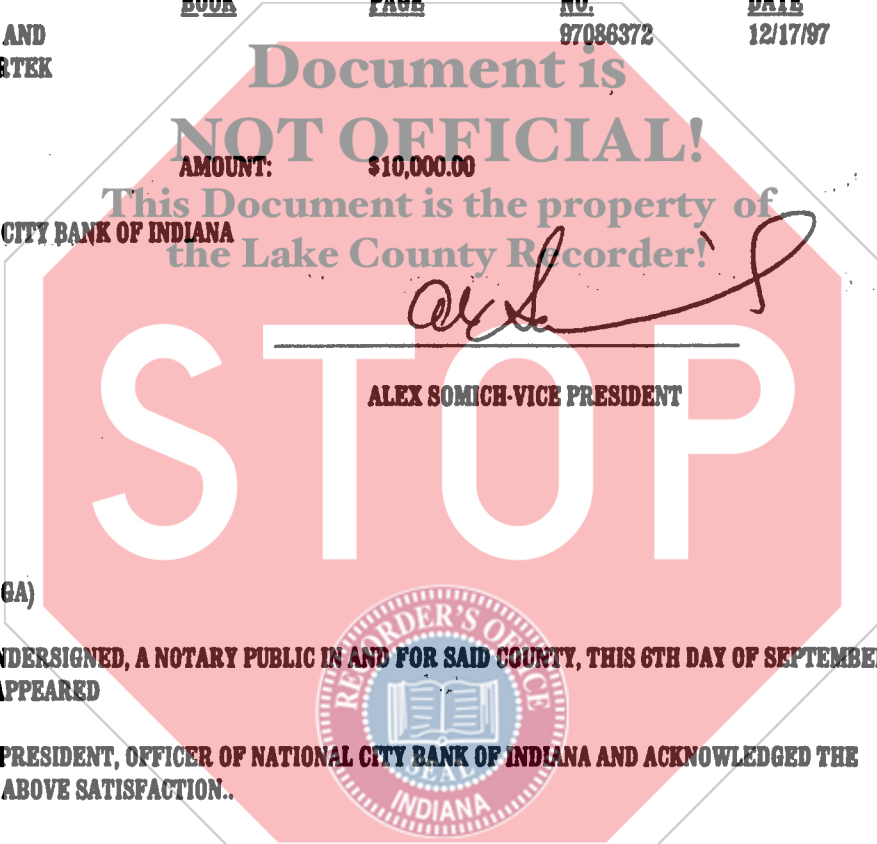 BOOK PAGE NO. DATE
AND 97086372 12/17/97
RTEK
Document is
NOT OFFICIAL!
AMOUNT: $10,000.00
This Document is the property of
CITY BANK OF INDIANA
the Lake County Recorder!
Alex Somich
ALEX SOMICH-VICE PRESIDENT
STOP
GA)
RECORDER'S OFFICE
NDERSIGNED, A NOTARY PUBLIC IN AND FOR SAID COUNTY, THIS 6TH DAY OF SEPTEMBER
APPEARED
PRESIDENT, OFFICER OF NATIONAL CITY BANK OF INDIANA AND ACKNOWLEDGED THE
SEAL
ABOVE SATISFACTION..
INDIANA